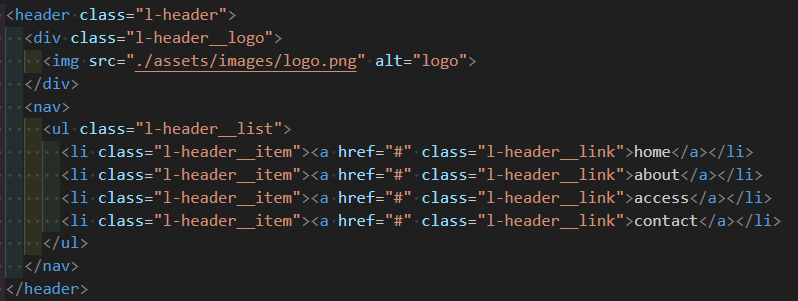 <header class="l-header">
<div class="l-header__logo">
<img src="./assets/images/logo.png" alt="logo">
</div>
<nav>
<ul class="l-header__list">
<li class="l-header__item"><a href="#" class="l-header__link">home</a></li>
<li class="l-header__item"><a href="#" class="l-header__link">about</a></li>
<li class="l-header__item"><a href="#" class="l-header__link">access</a></li>
<li class="l-header__item"><a href="#" class="l-header__link">contact</a></li>
</ul>
</nav>
</header>